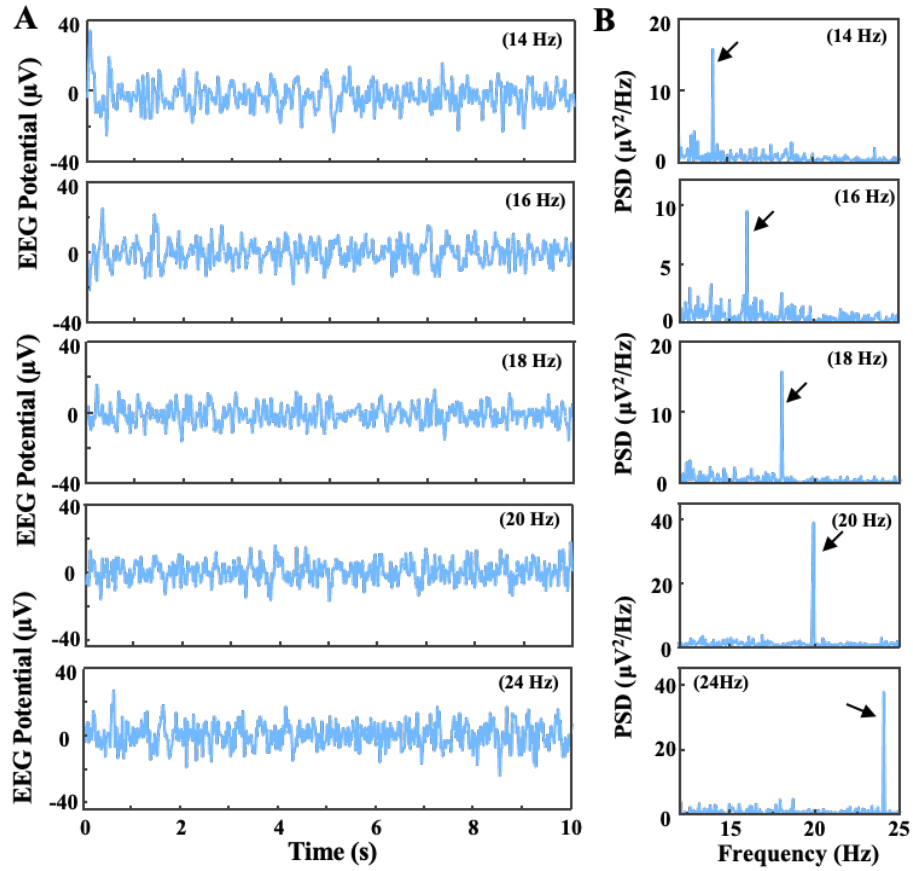 A
B
EEG Potential (µV)
EEG Potential (µV)
EEG Potential (µV)
40
0
-40
(14 Hz)
40
0
-40
(16 Hz)
40
0
-40
(18 Hz)
40
0
-40
(20 Hz)
40
0
-40
(24 Hz)
0 2 4 6 8 10
Time (s)
PSD (µV²/Hz)
PSD (µV²/Hz)
PSD (µV²/Hz)
20
10
0
(14 Hz)
10
5
0
(16 Hz)
20
10
0
(18 Hz)
40
20
0
(20 Hz)
40
20
0
(24Hz)
15 20 25
Frequency (Hz)